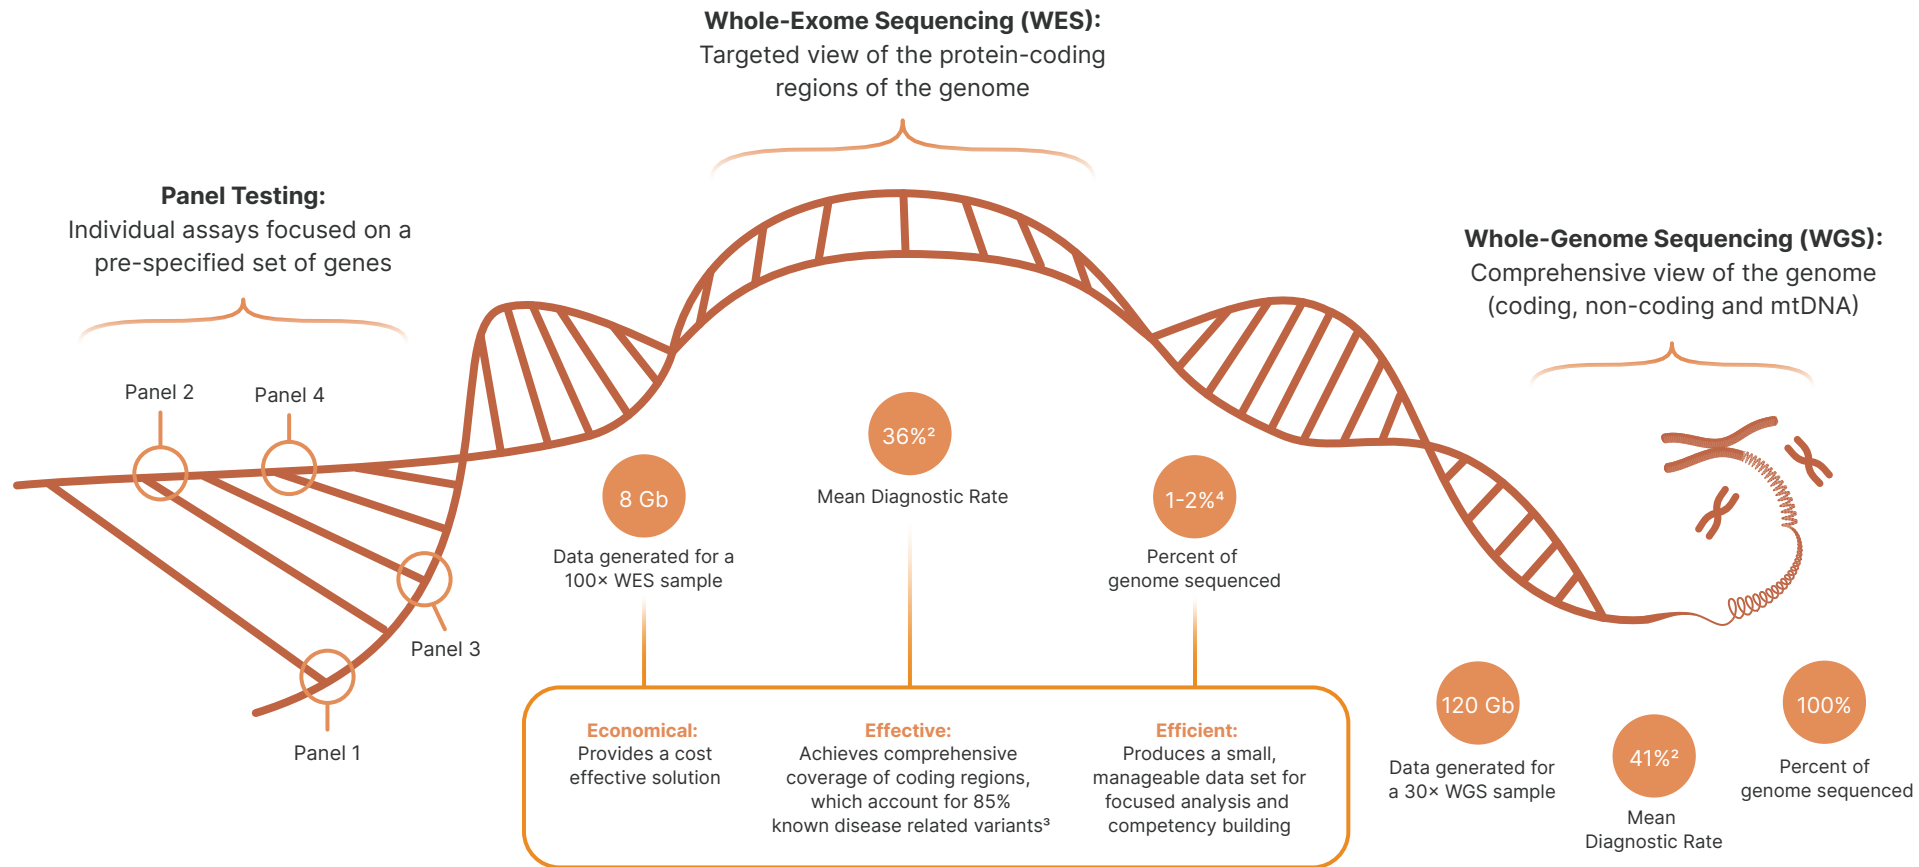 Whole-Exome Sequencing (WES):
Targeted view of the protein-coding
regions of the genome
Panel Testing:
Individual assays focused on a
pre-specified set of genes
Whole-Genome Sequencing (WGS):
Comprehensive view of the genome
(coding, non-coding and mtDNA)
Panel 2
Panel 4
Panel 3
Panel 1
8 Gb
Data generated for a
100× WES sample
36%²
Mean Diagnostic Rate
1-2%⁴
Percent of
genome sequenced
Economical:
Provides a cost
effective solution
Effective:
Achieves comprehensive
coverage of coding regions,
which account for 85%
known disease related variants³
Efficient:
Produces a small,
manageable data set for
focused analysis and
competency building
120 Gb
Data generated for
a 30× WGS sample
41%²
Mean
Diagnostic Rate
100%
Percent of
genome sequenced